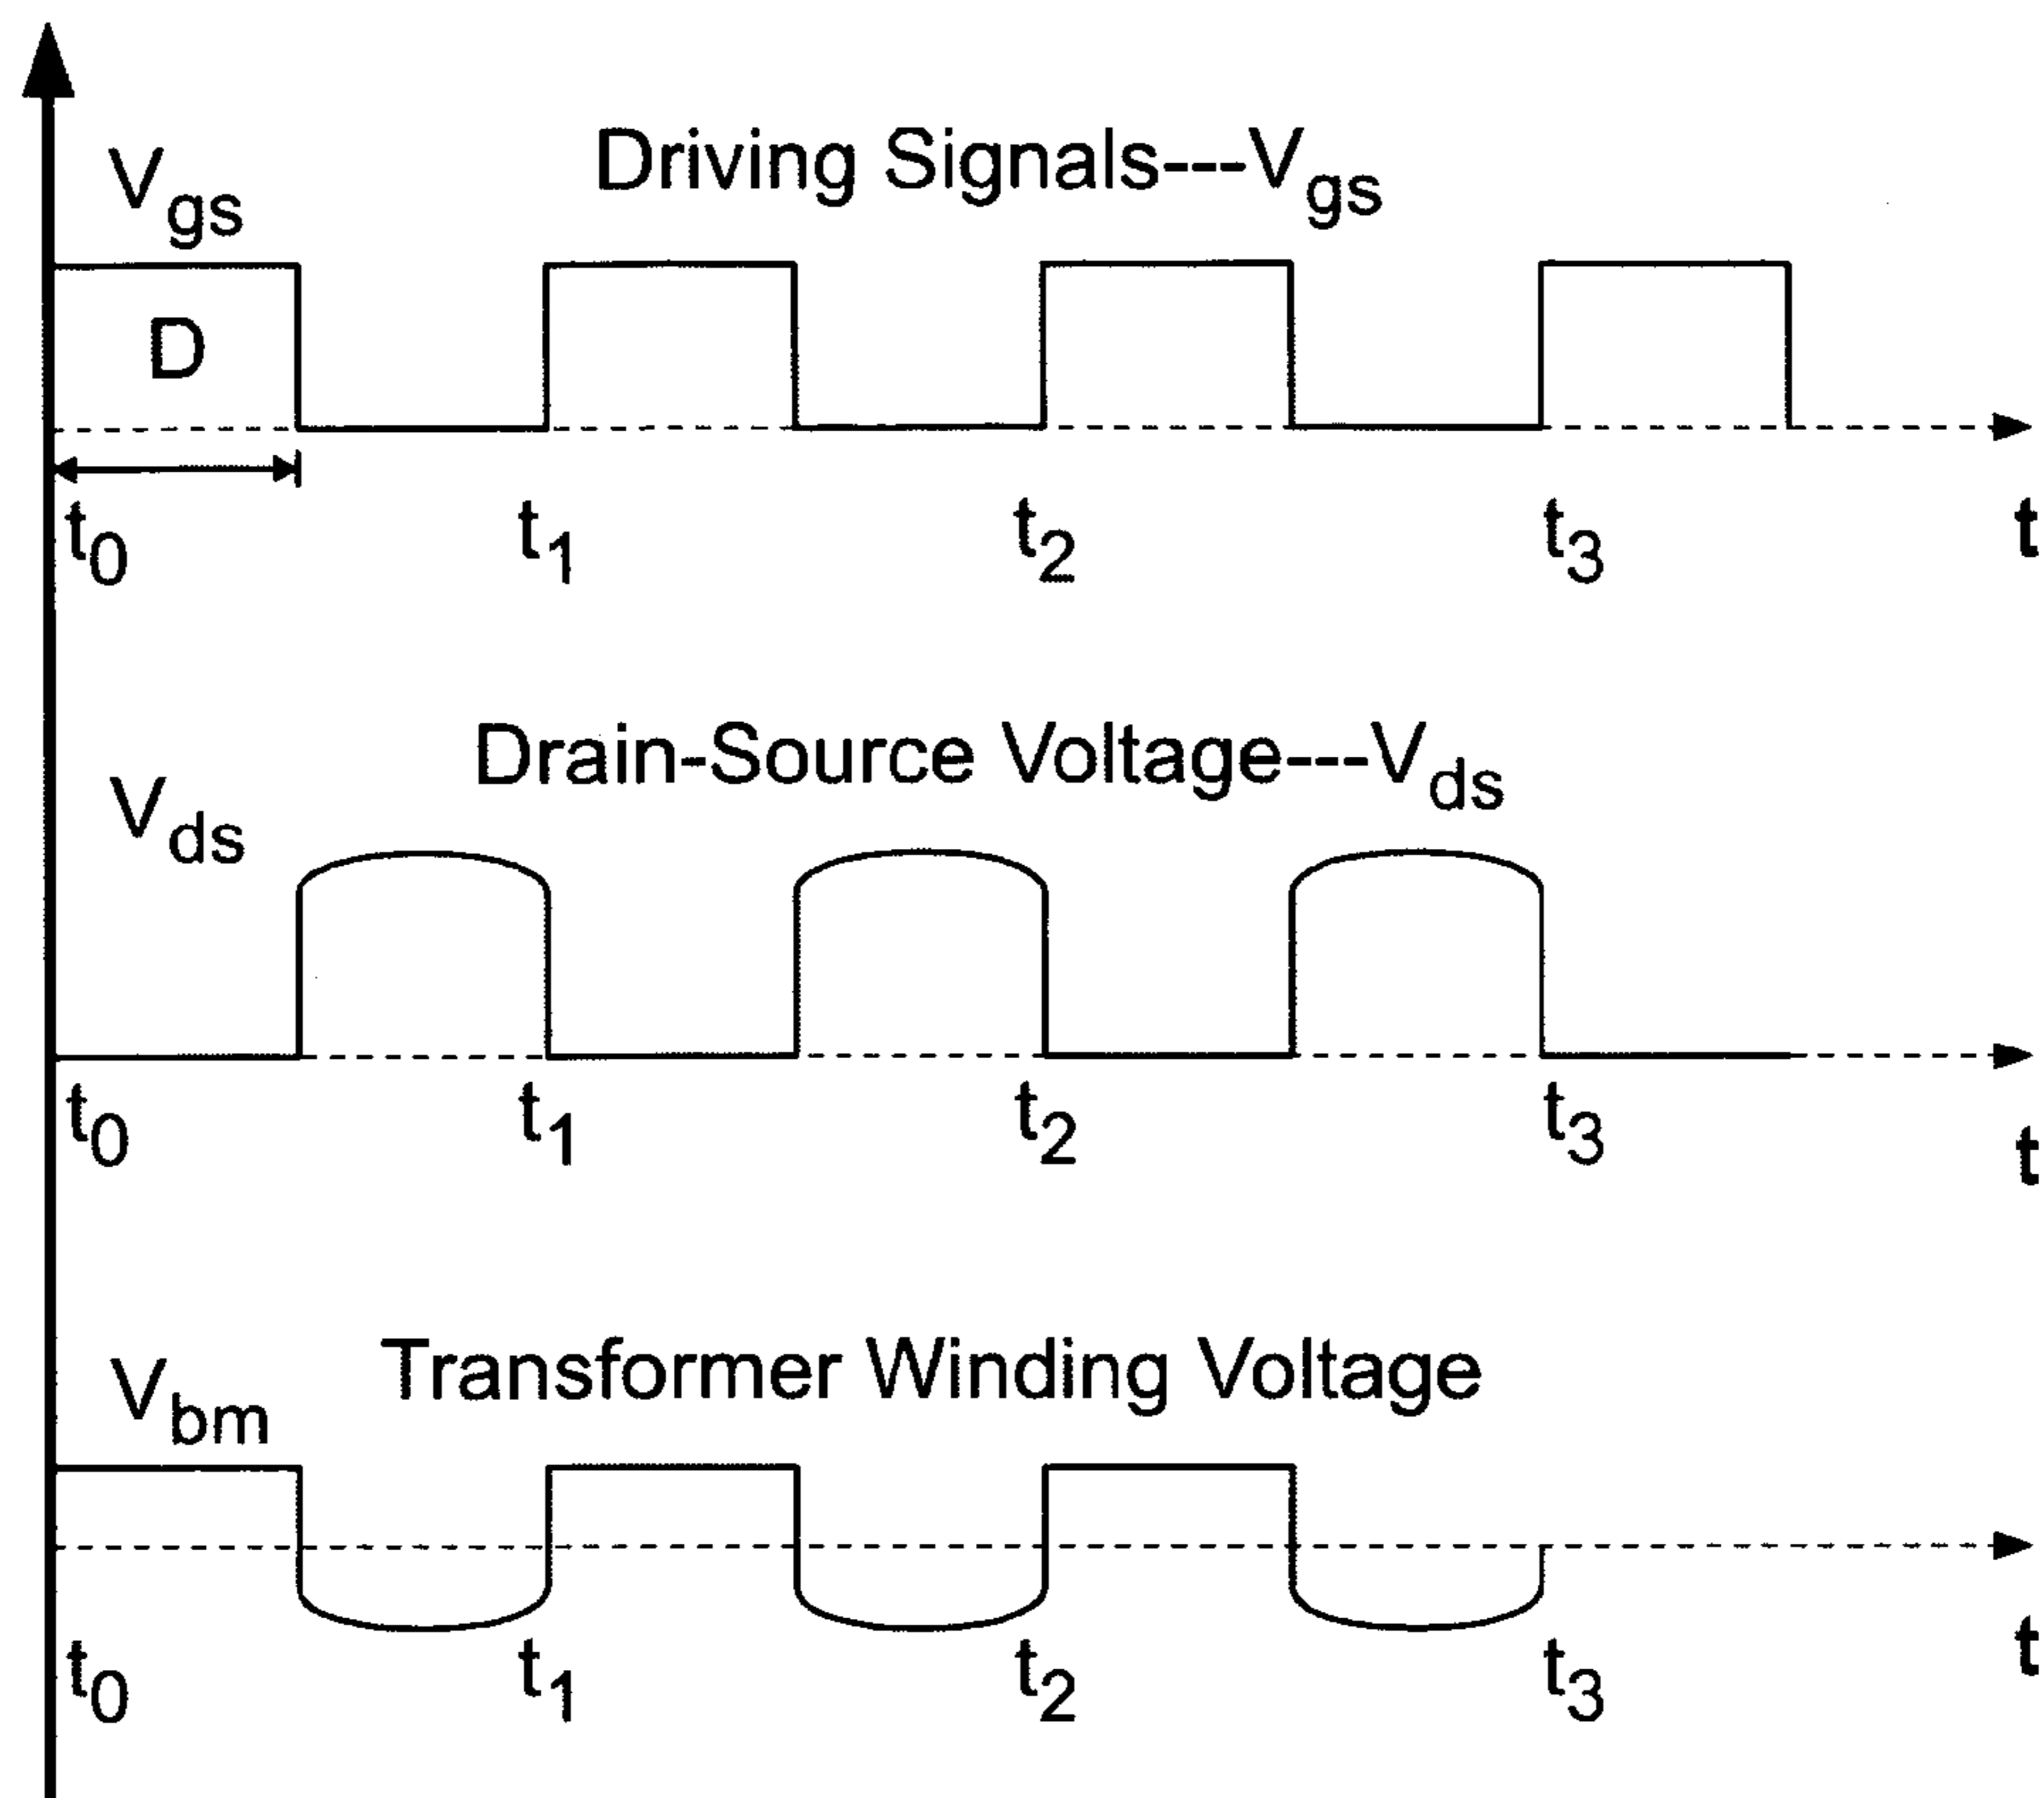 Driving Signals---Vgs
Vgs
D
t0 t1 t2 t3 t
Drain-Source Voltage---Vds
Vds
t0 t1 t2 t3 t
Transformer Winding Voltage
Vbm
t0 t1 t2 t3 t